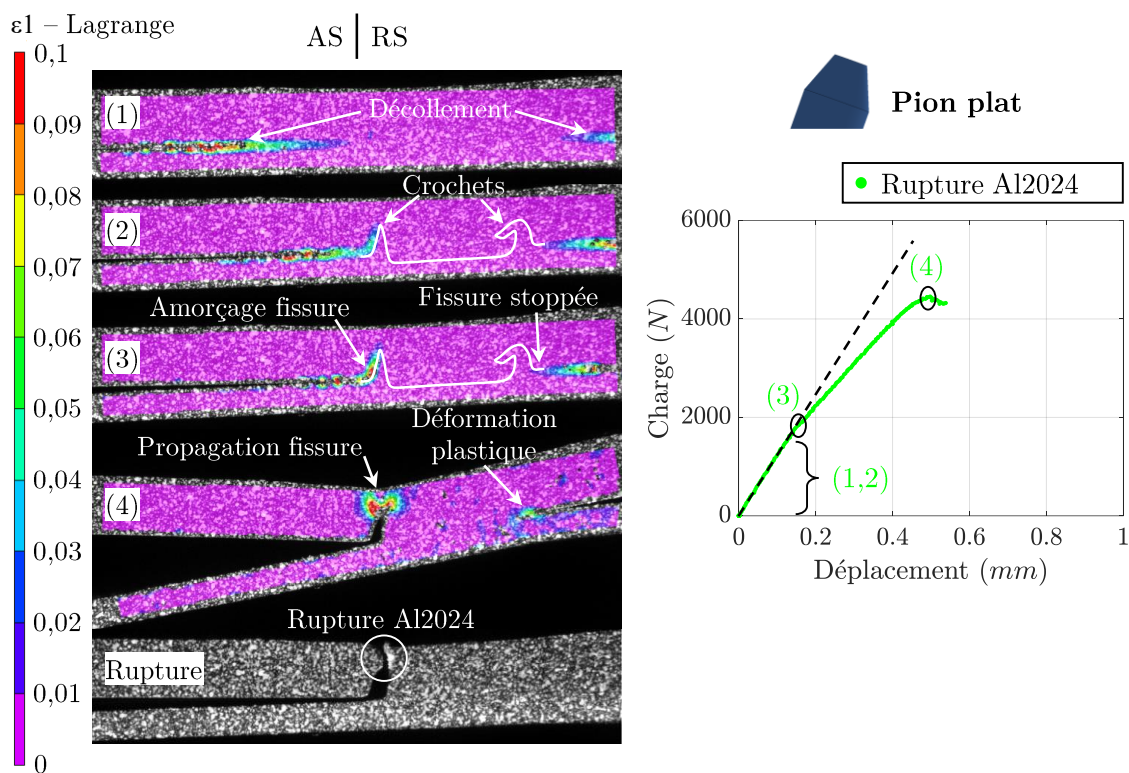 ε1 – Lagrange
AS | RS
0,1
0,09
0,08
0,07
0,06
0,05
0,04
0,03
0,02
0,01
0
(1)
Décollement
(2)
Crochets
(3)
Amorçage fissure
Fissure stoppée
(4)
Propagation fissure
Déformation
plastique
Rupture Al2024
Rupture
Pion plat
Rupture Al2024
Charge (N)
6000
4000
2000
0
(4)
(3)
(1,2)
0 0.2 0.4 0.6 0.8 1
Déplacement (mm)